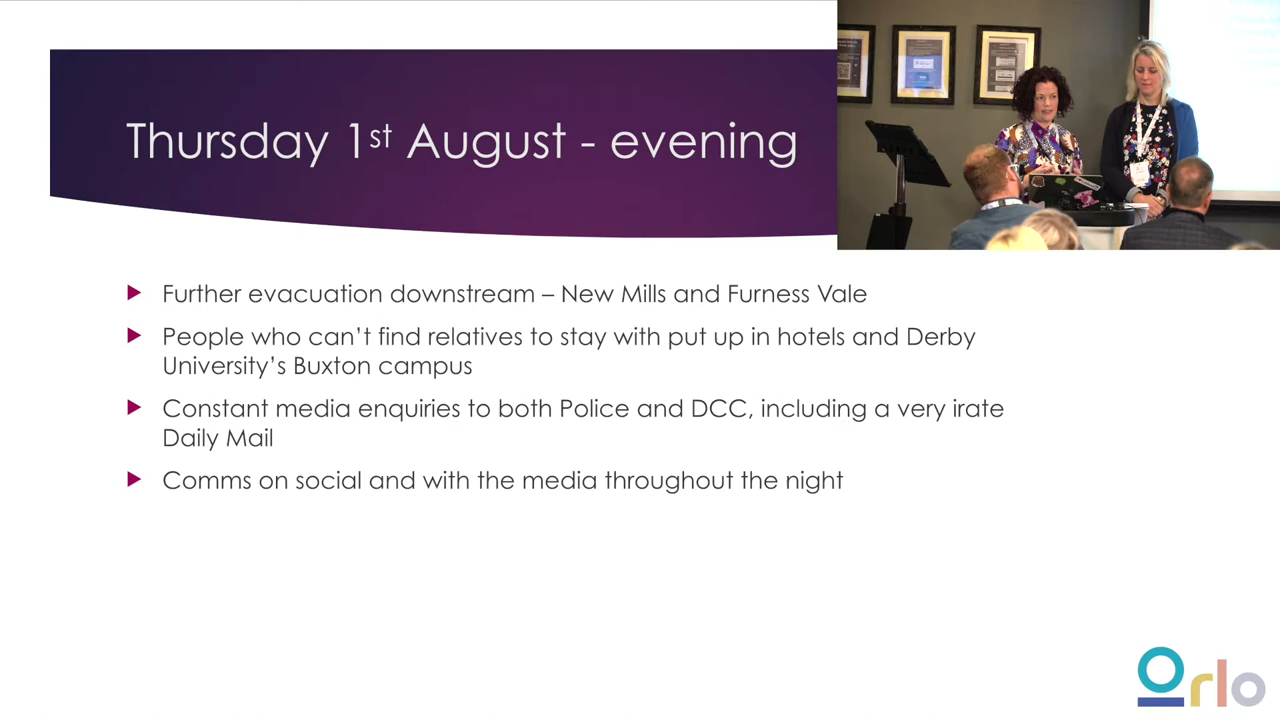 Thursday 1st August - evening
Further evacuation downstream – New Mills and Furness Vale
People who can't find relatives to stay with put up in hotels and Derby
University's Buxton campus
Constant media enquiries to both Police and DCC, including a very irate
Daily Mail
Comms on social and with the media throughout the night
Orlo